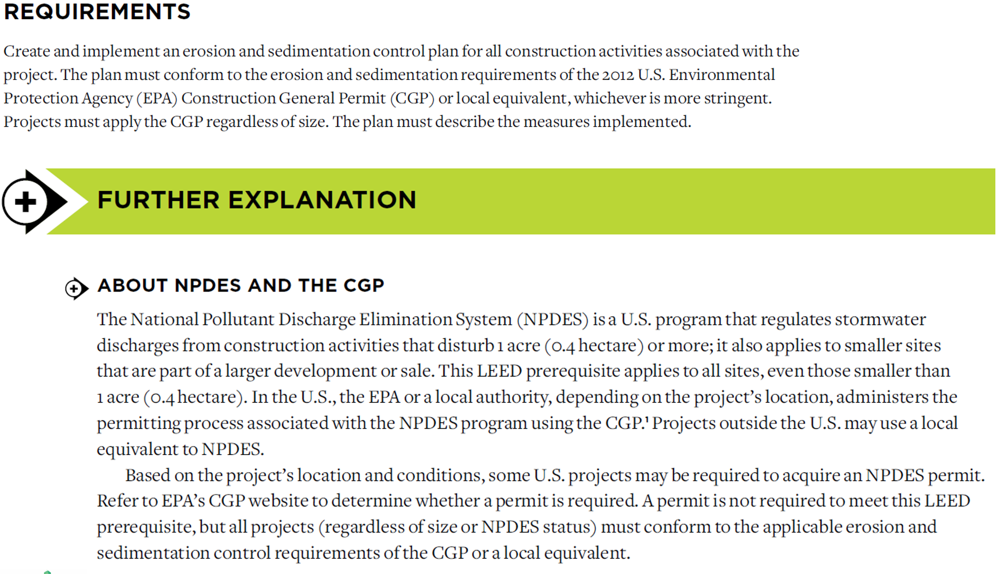 REQUIREMENTS
Create and implement an erosion and sedimentation control plan for all construction activities associated with the
project. The plan must conform to the erosion and sedimentation requirements of the 2012 U.S. Environmental
Protection Agency (EPA) Construction General Permit (CGP) or local equivalent, whichever is more stringent.
Projects must apply the CGP regardless of size. The plan must describe the measures implemented.
FURTHER EXPLANATION
ABOUT NPDES AND THE CGP
The National Pollutant Discharge Elimination System (NPDES) is a U.S. program that regulates stormwater
discharges from construction activities that disturb 1 acre (0.4 hectare) or more; it also applies to smaller sites
that are part of a larger development or sale. This LEED prerequisite applies to all sites, even those smaller than
1 acre (0.4 hectare). In the U.S., the EPA or a local authority, depending on the project’s location, administers the
permitting process associated with the NPDES program using the CGP.¹ Projects outside the U.S. may use a local
equivalent to NPDES.
Based on the project’s location and conditions, some U.S. projects may be required to acquire an NPDES permit.
Refer to EPA’s CGP website to determine whether a permit is required. A permit is not required to meet this LEED
prerequisite, but all projects (regardless of size or NPDES status) must conform to the applicable erosion and
sedimentation control requirements of the CGP or a local equivalent.